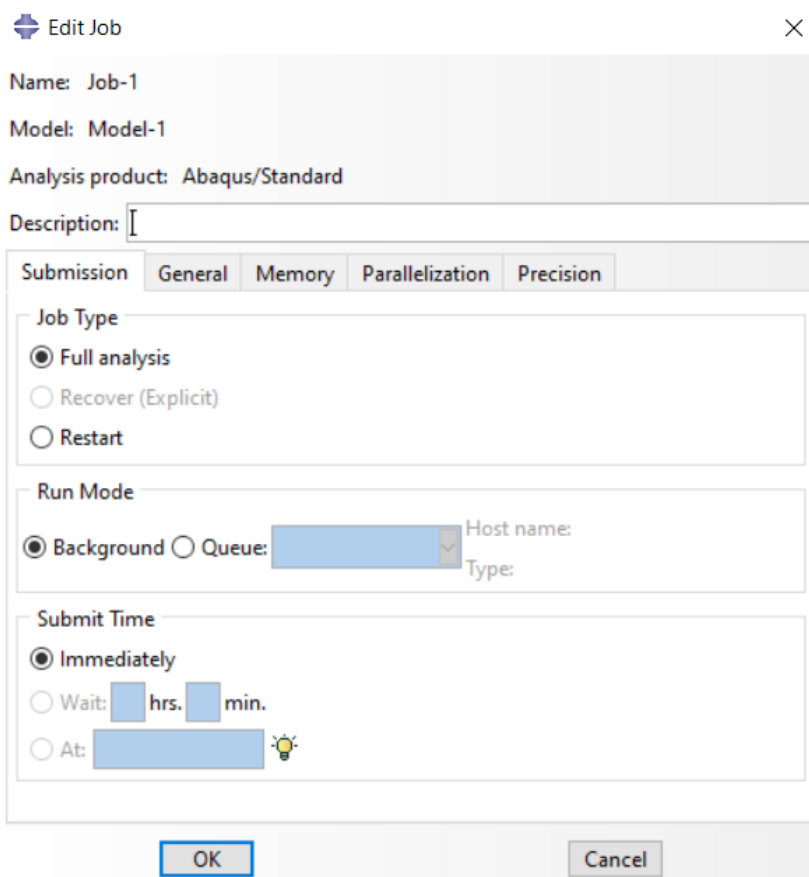 Edit Job
Name: Job-1
Model: Model-1
Analysis product: Abaqus/Standard
Description:
Submission General Memory Parallelization Precision
Job Type
Full analysis
Recover (Explicit)
Restart
Run Mode
Background Queue: Host name:
Type:
Submit Time
Immediately
Wait: hrs. min.
At:
OK Cancel